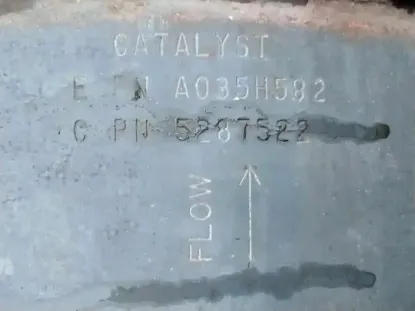 CATALYST
E PN A035H582
C PN 5287522
FLOW